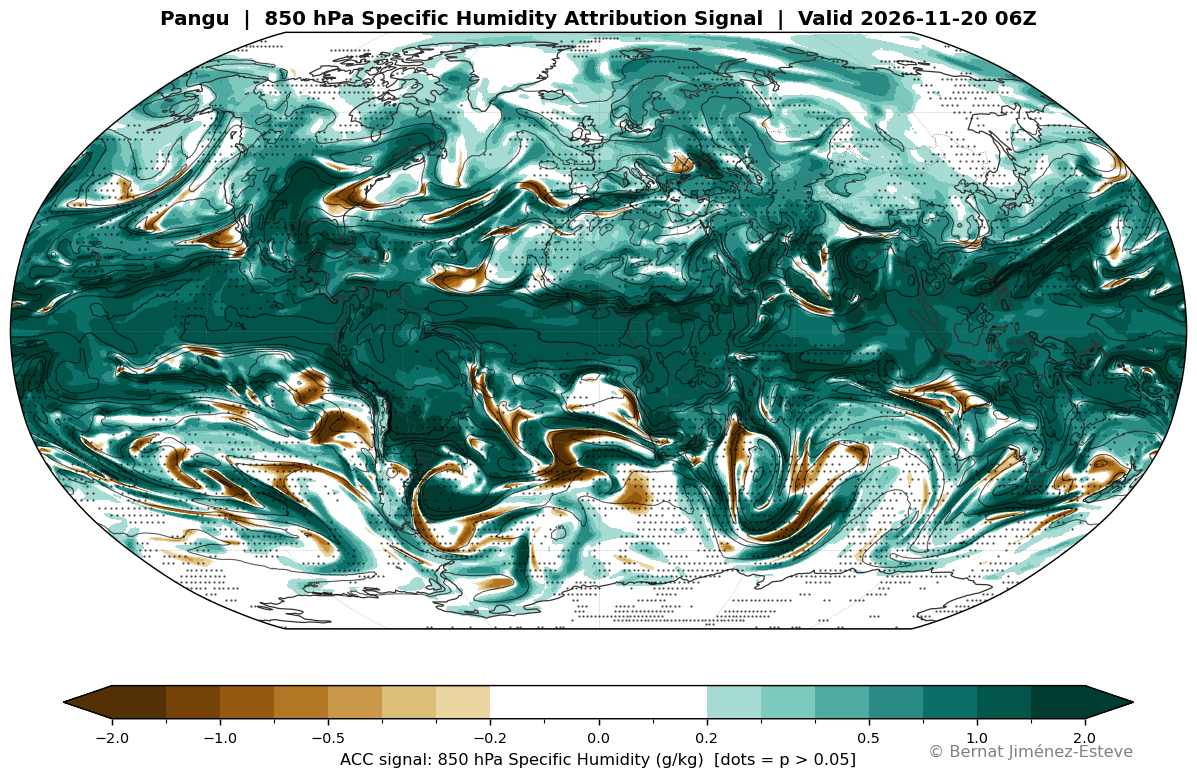 Pangu | 850 hPa Specific Humidity Attribution Signal | Valid 2026-11-20 06Z
−2.0 −1.0 −0.5 −0.2 0.0 0.2 0.5 1.0 2.0
ACC signal: 850 hPa Specific Humidity (g/kg) [dots = p > 0.05]
© Bernat Jiménez-Esteve